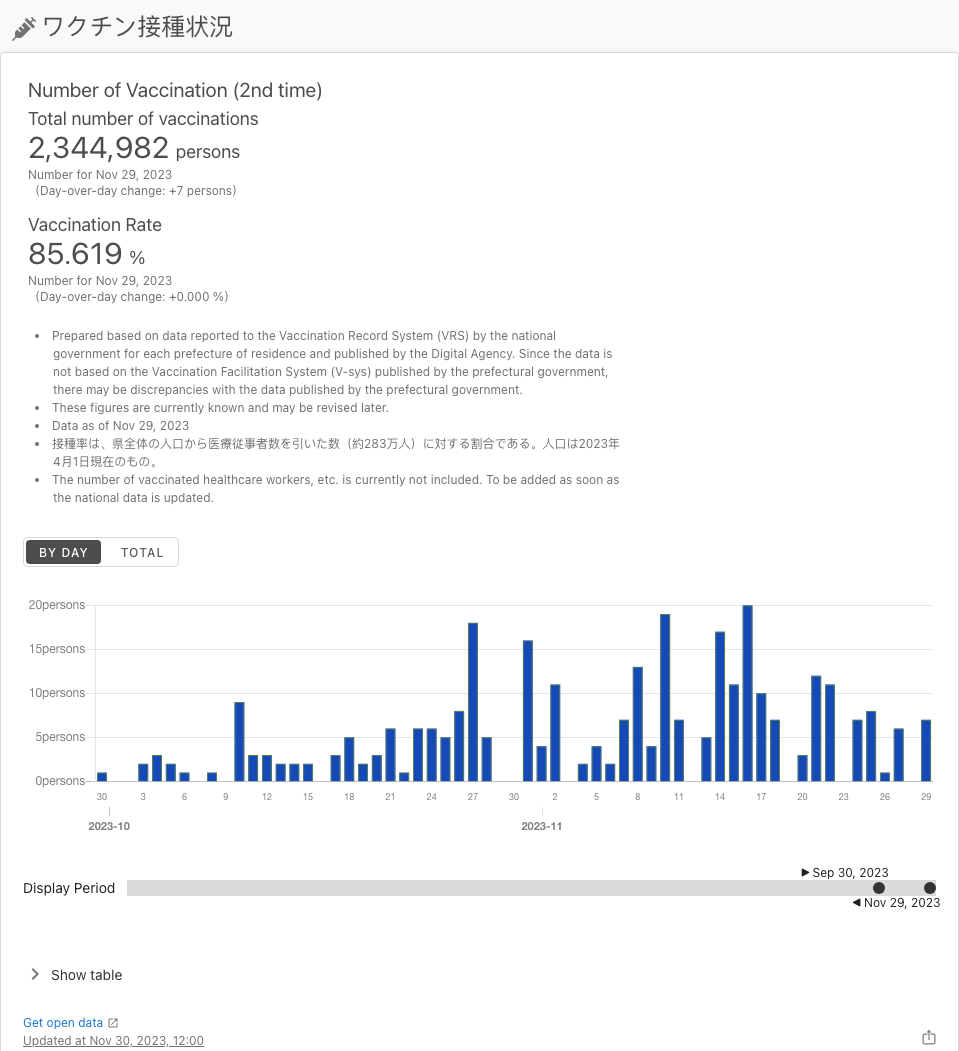 ワクチン接種状況
Number of Vaccination (2nd time)
Total number of vaccinations
2,344,982 persons
Number for Nov 29, 2023
(Day-over-day change: +7 persons)
Vaccination Rate
85.619 %
Number for Nov 29, 2023
(Day-over-day change: +0.000 %)
• Prepared based on data reported to the Vaccination Record System (VRS) by the national
government for each prefecture of residence and published by the Digital Agency. Since the data is
not based on the Vaccination Facilitation System (V-sys) published by the prefectural government,
there may be discrepancies with the data published by the prefectural government.
• These figures are currently known and may be revised later.
• Data as of Nov 29, 2023
• 接種率は、県全体の人口から医療従事者数を引いた数（約283万人）に対する割合である。人口は2023年
4月1日現在のもの。
• The number of vaccinated healthcare workers, etc. is currently not included. To be added as soon as
the national data is updated.
BY DAY TOTAL
20persons
15persons
10persons
5persons
0persons
30 3 6 9 12 15 18 21 24 27 30 2 5 8 11 14 17 20 23 26 29
2023-10 2023-11
Sep 30, 2023
Display Period
Nov 29, 2023
Show table
Get open data
Updated at Nov 30, 2023, 12:00